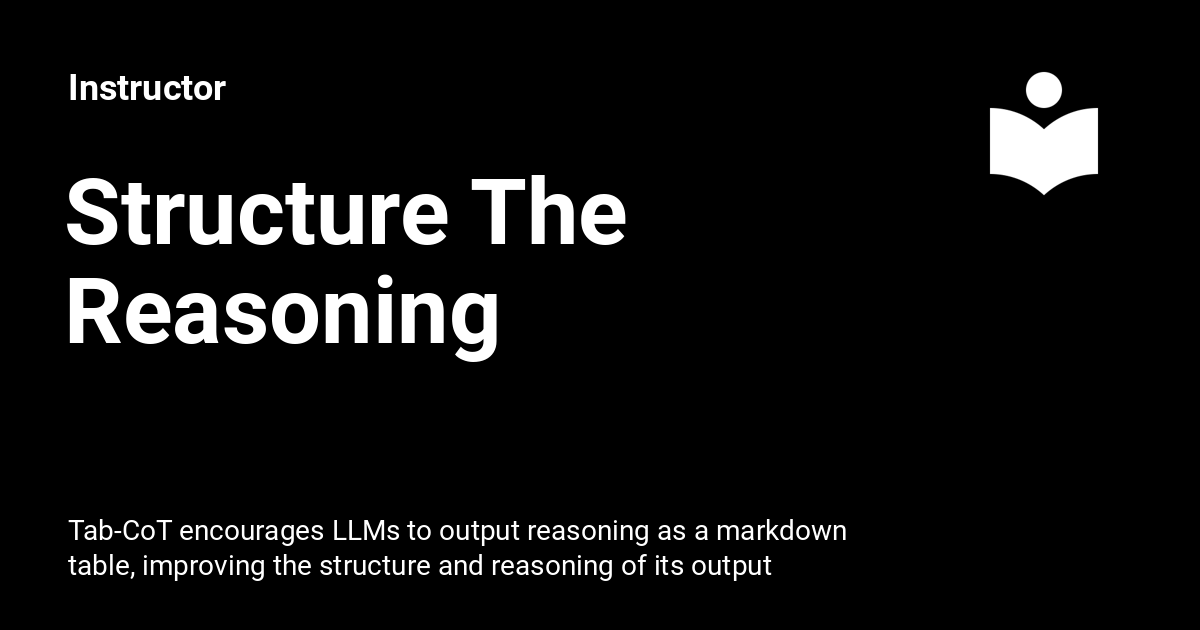 Instructor
Structure The
Reasoning
Tab-CoT encourages LLMs to output reasoning as a markdown
table, improving the structure and reasoning of its output